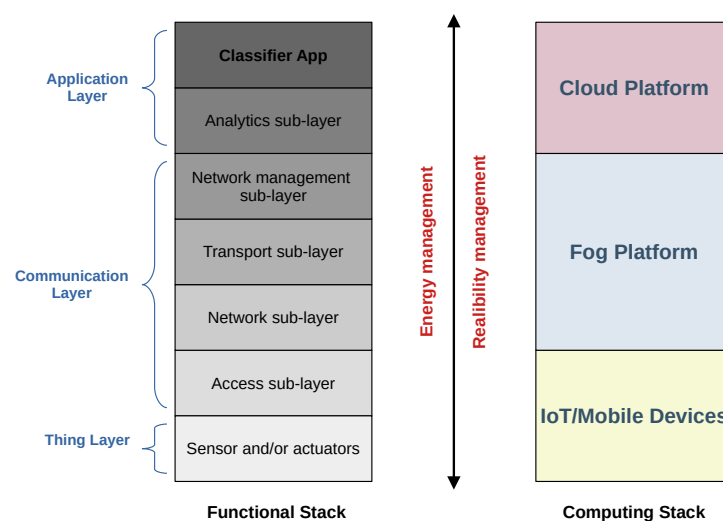 Application
Layer
Classifier App
Analytics sub-layer
Communication
Layer
Network management
sub-layer
Transport sub-layer
Network sub-layer
Access sub-layer
Thing Layer
Sensor and/or actuators
Functional Stack
Energy management
Realibility management
Cloud Platform
Fog Platform
IoT/Mobile Devices
Computing Stack